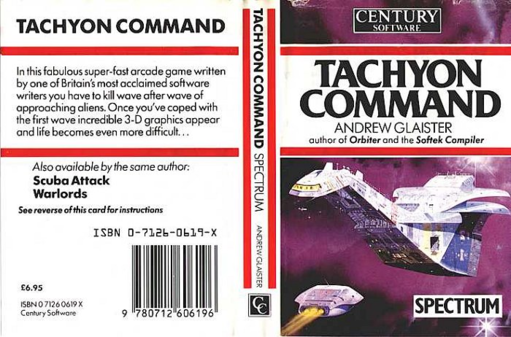 TACHYON COMMAND
In this fabulous super-fast arcade game written
by one of Britain's most acclaimed software
writers you have to kill wave after wave of
approaching aliens. Once you've coped with
the first wave incredible 3-D graphics appear
and life becomes even more difficult...
Also available by the same author:
Scuba Attack
Warlords
See reverse of this card for instructions
ISBN 0-7126-0619-X
£6.95
ISBN 0 7126 0619 X
Century Software
9 780712 606196
TACHYON COMMAND SPECTRUM ANDREW GLAISTER
CC
CENTURY
SOFTWARE
TACHYON
COMMAND
ANDREW GLAISTER
author of Orbiter and the Softek Compiler
SPECTRUM